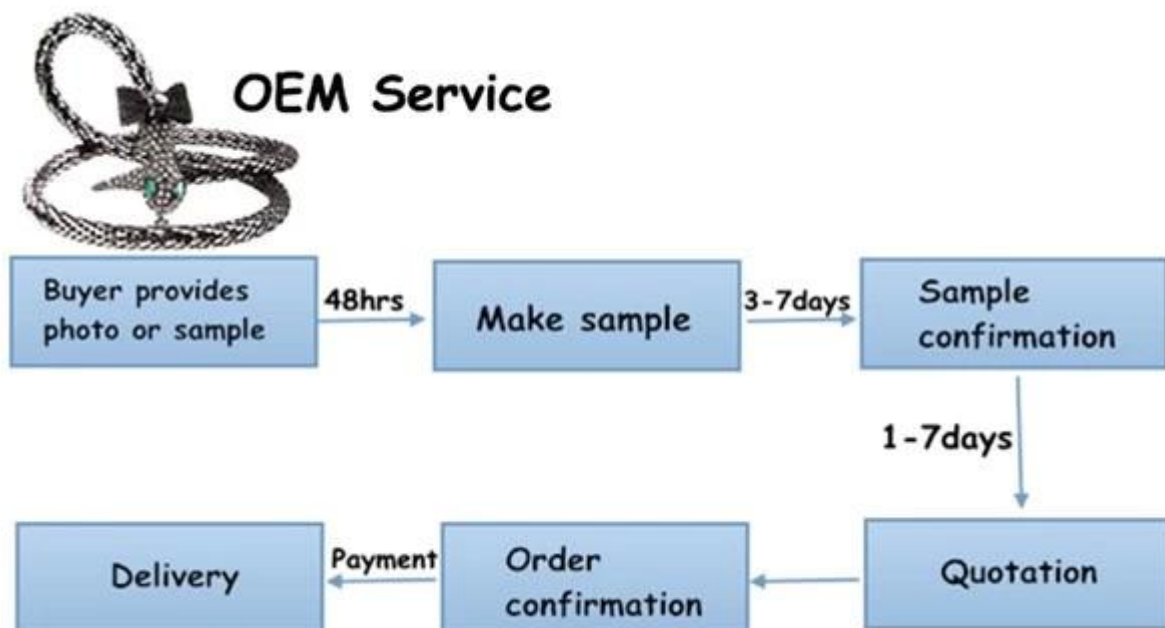 OEM Service
Buyer provides
photo or sample
48hrs
Make sample
3-7days
Sample
confirmation
1-7days
Quotation
Order
confirmation
Payment
Delivery